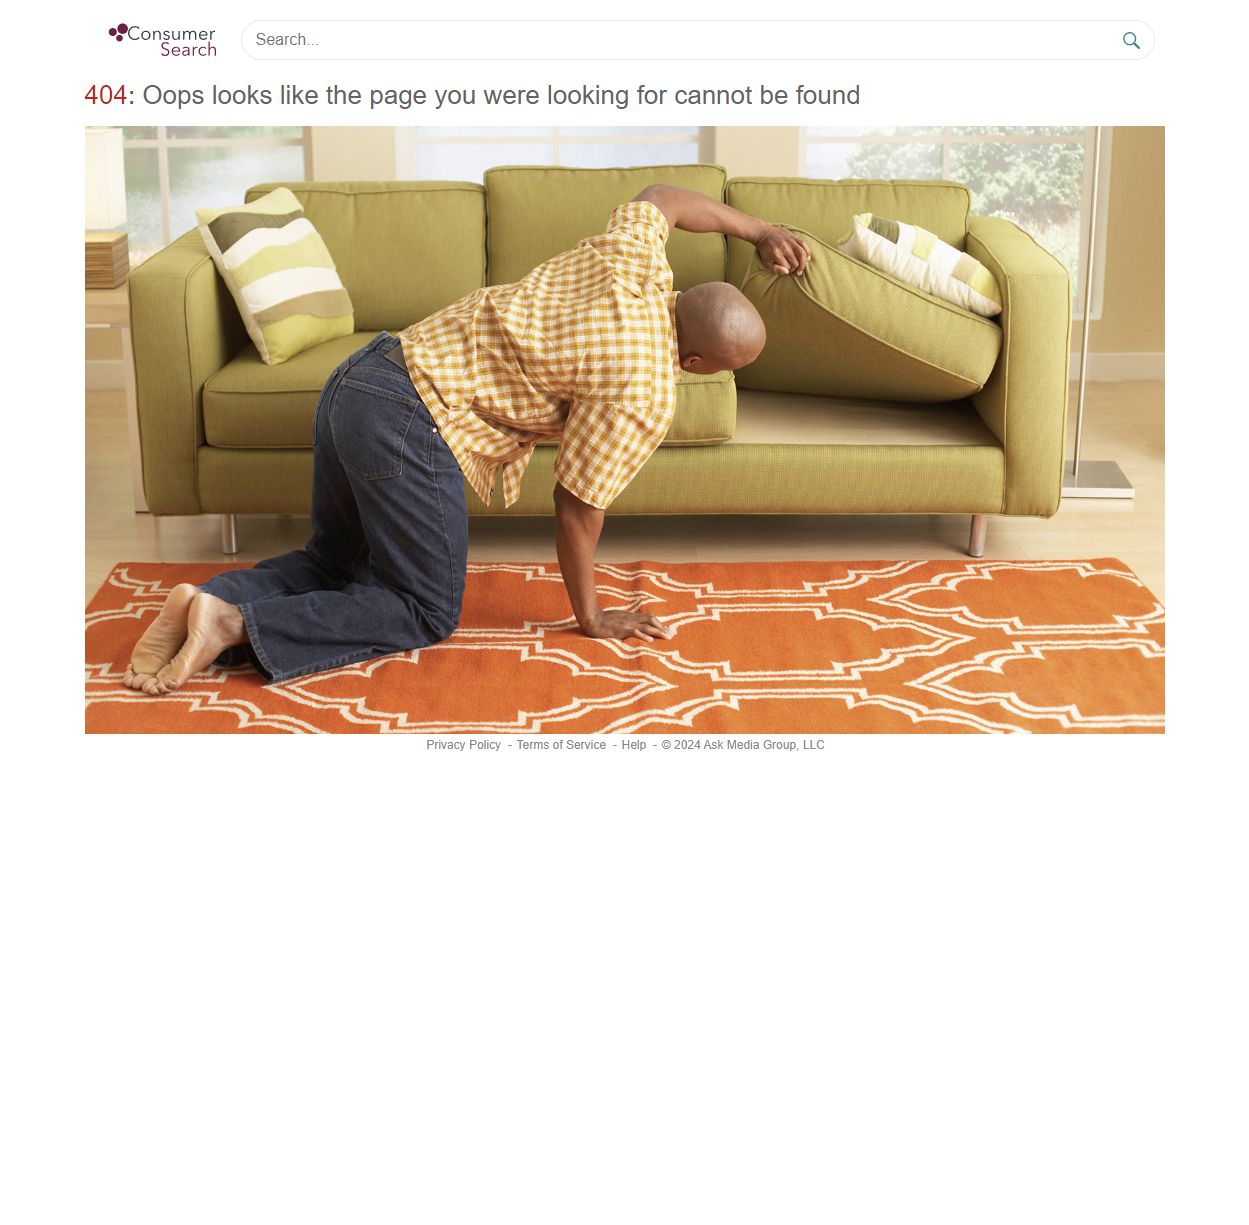 Consumer
Search
Search...
404: Oops looks like the page you were looking for cannot be found
Privacy Policy - Terms of Service - Help - © 2024 Ask Media Group, LLC